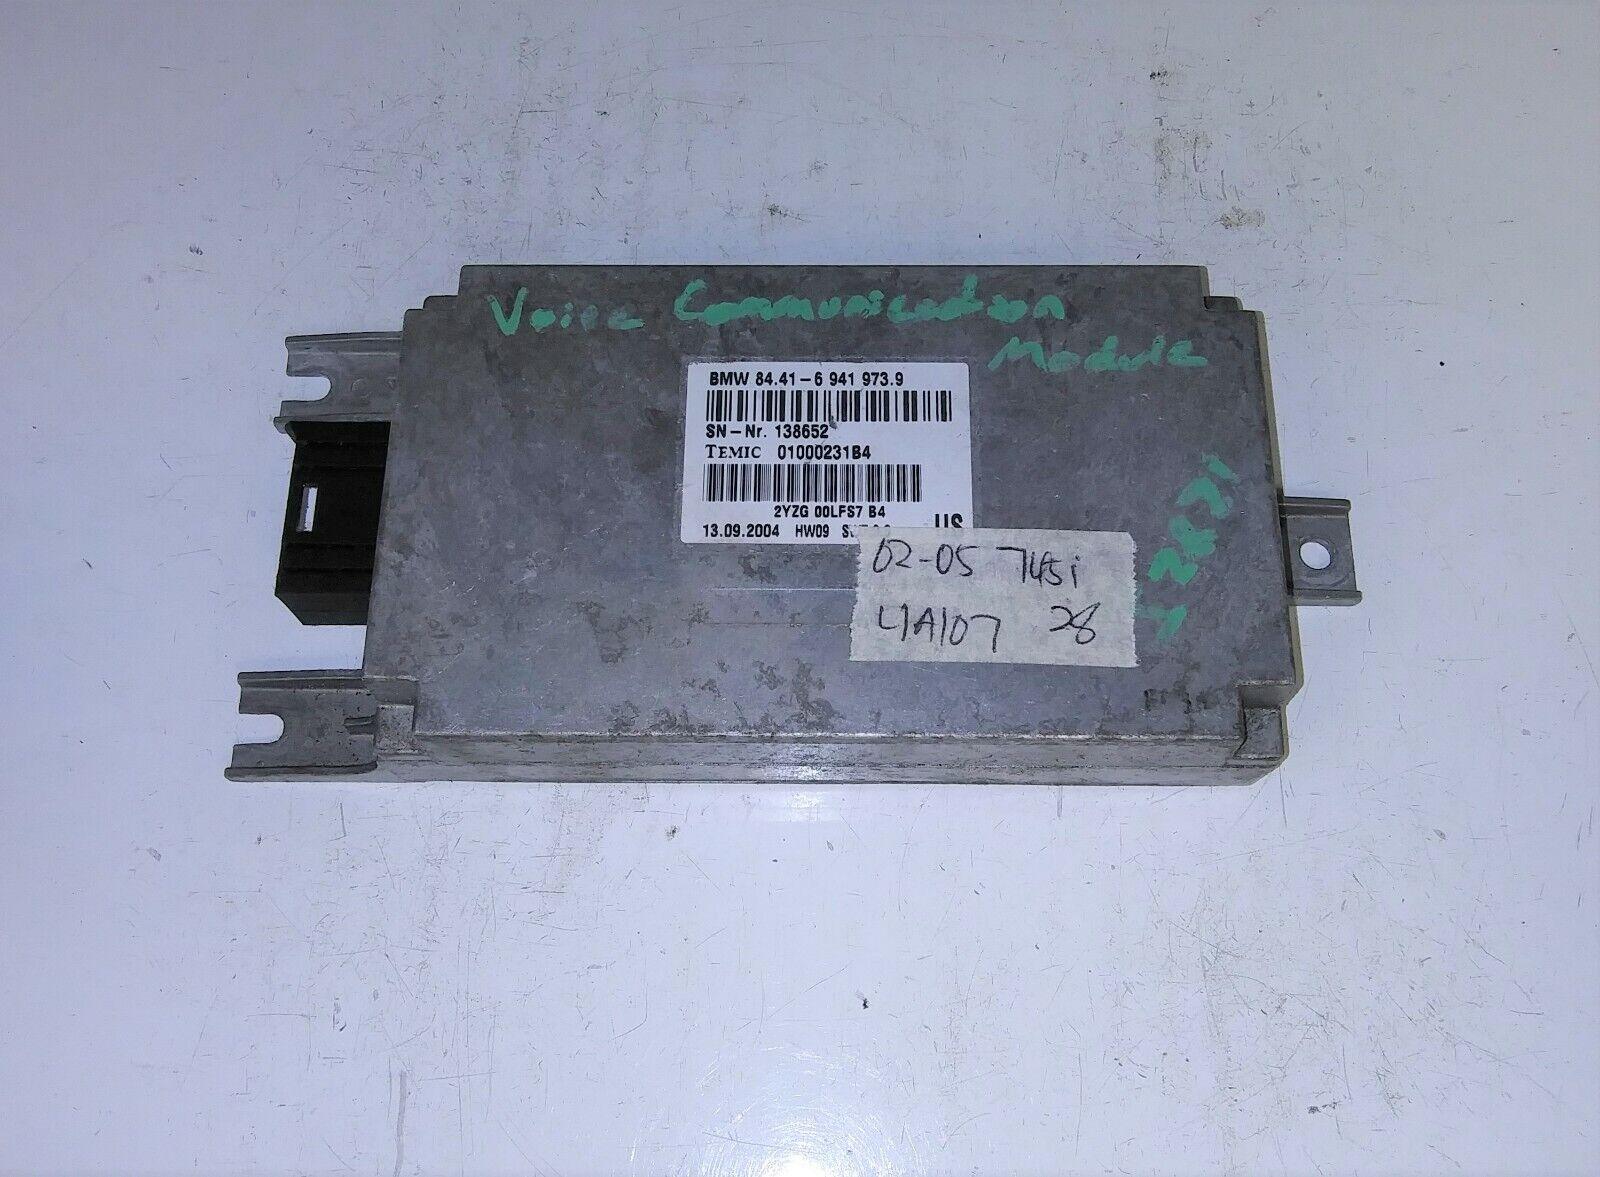 Voice Communication
Module
BMW 84.41-6 941 973.9
SN-Nr. 138652
TEMIC 01000231B4
2YZG 00LFS7 B4
13.09.2004 HW09 US
02-05 745i
4A107 28